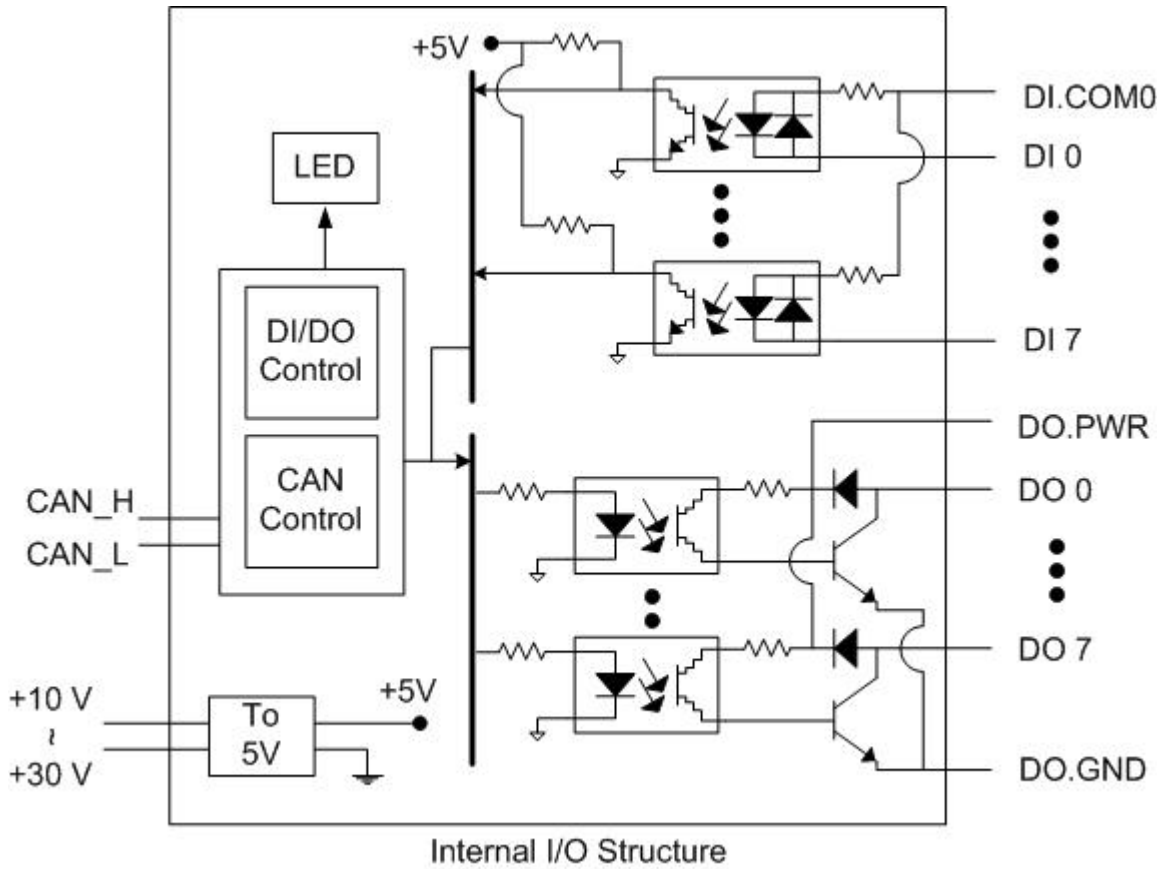 +5V
DI.COM0
DI 0
LED
DI/DO
Control
DI 7
CAN
Control
DO.PWR
DO 0
CAN_H
CAN_L
DO 7
+10 V
~
+30 V
To
5V
+5V
DO.GND
Internal I/O Structure